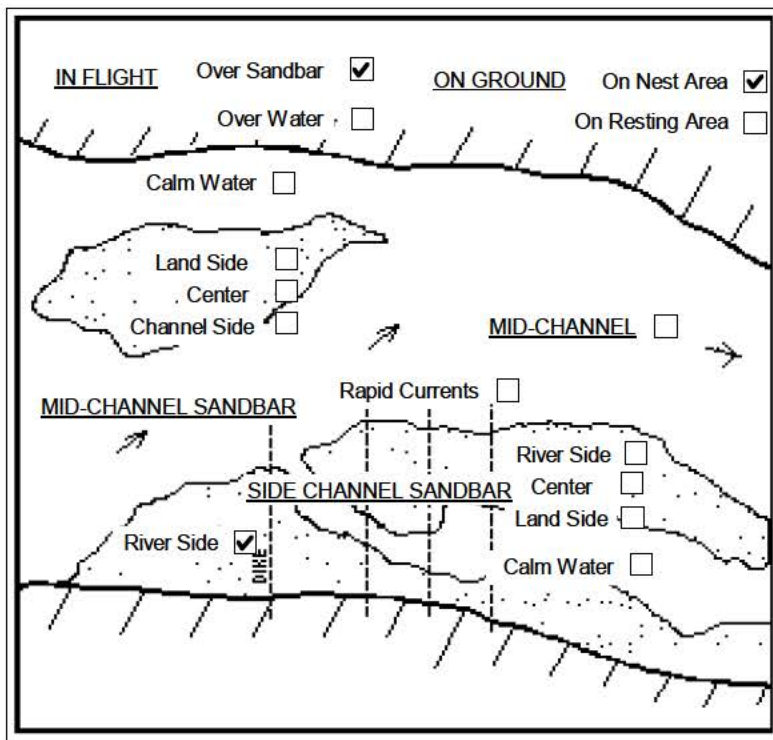 IN FLIGHT Over Sandbar ON GROUND On Nest Area
Over Water On Resting Area
Calm Water
Land Side
Center
Channel Side MID-CHANNEL
Rapid Currents
MID-CHANNEL SANDBAR
River Side
SIDE CHANNEL SANDBAR Center
Land Side
River Side
DIKE
Calm Water